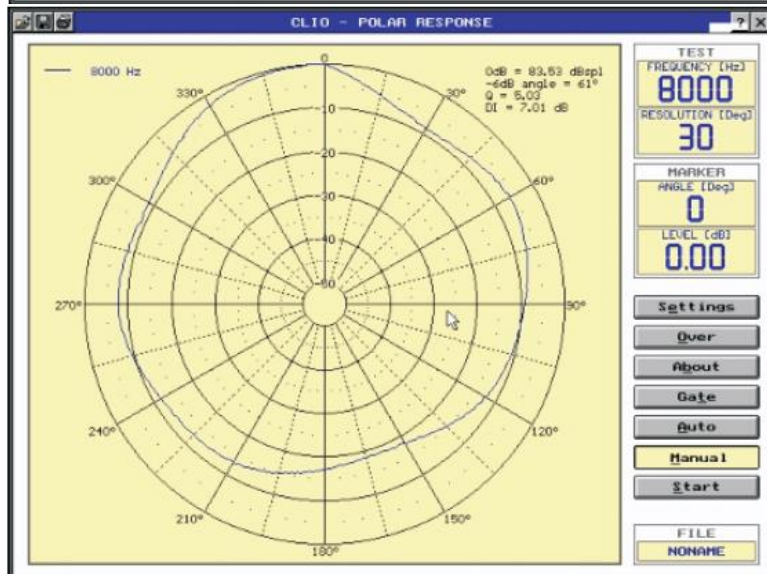 CLIO - POLAR RESPONSE
? ×
8000 Hz
0dB = 83.53 dBspl
-6dB angle = 61°
Q = 5.03
DI = 7.01 dB
0
30°
60°
90°
120°
150°
180°
210°
240°
270°
300°
330°
-10
-20
-30
-40
-50
TEST
FREQUENCY [Hz]
8000
RESOLUTION [Deg]
30
MARKER
ANGLE [Deg]
0
LEVEL [dB]
0.00
Settings
Over
About
Gate
Auto
Manual
Start
FILE
NONAME